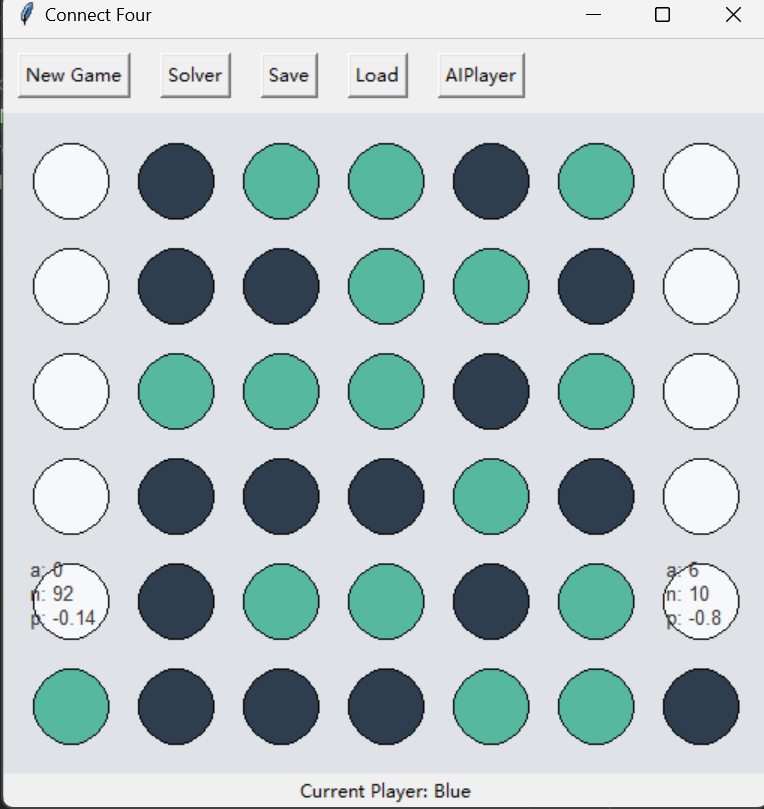 Connect Four
New Game Solver Save Load AIPlayer
a: 0
n: 92
p: -0.14
a: 6
n: 10
p: -0.8
Current Player: Blue